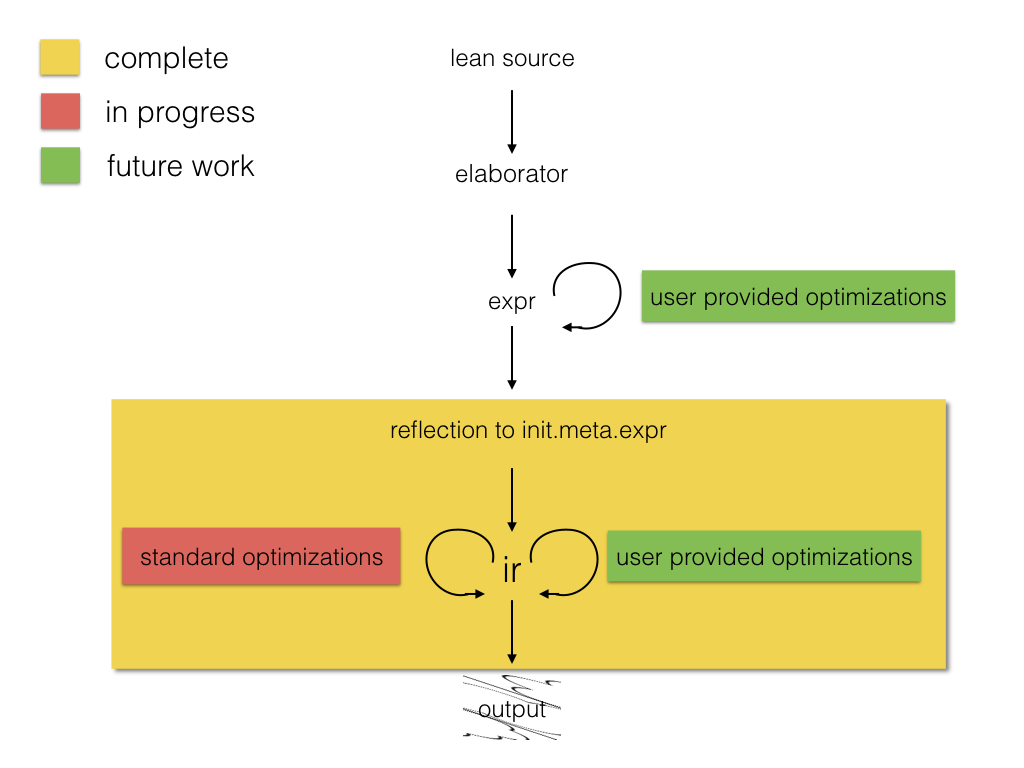 complete
in progress
future work
lean source
elaborator
expr
user provided optimizations
reflection to init.meta.expr
standard optimizations
ir
user provided optimizations
output